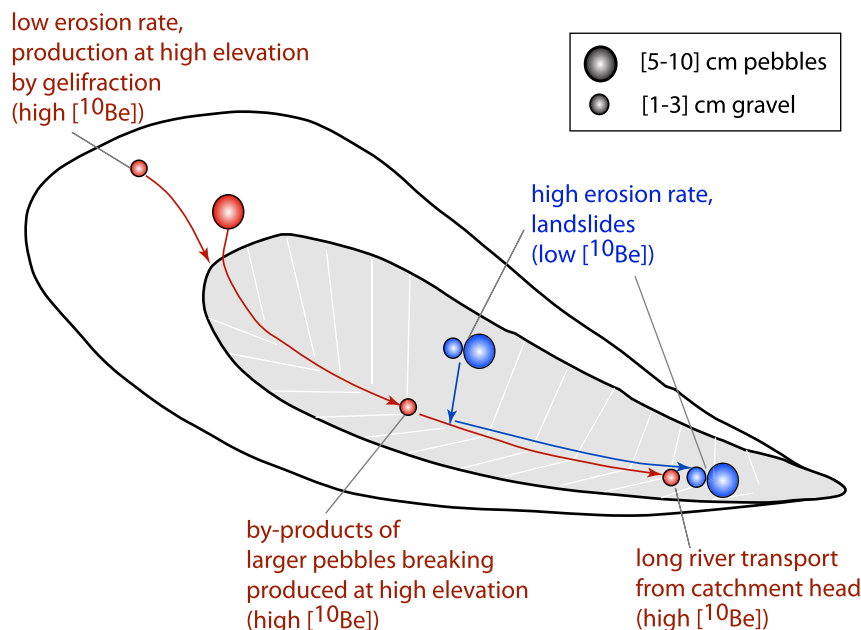 low erosion rate,
production at high elevation
by gelifraction
(high [10Be])
[5-10] cm pebbles
[1-3] cm gravel
high erosion rate,
landslides
(low [10Be])
by-products of
larger pebbles breaking
produced at high elevation
(high [10Be])
long river transport
from catchment head
(high [10Be])